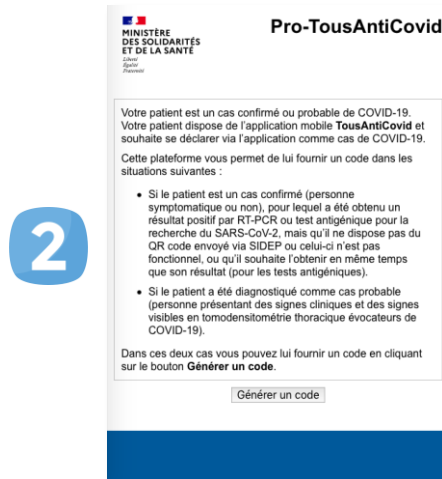 MINISTÈRE
DES SOLIDARITÉS
ET DE LA SANTÉ
Liberté
Égalité
Fraternité
Pro-TousAntiCovid
2
Votre patient est un cas confirmé ou probable de COVID-19.
Votre patient dispose de l'application mobile TousAntiCovid et
souhaite se déclarer via l'application comme cas de COVID-19.
Cette plateforme vous permet de lui fournir un code dans les
situations suivantes :
• Si le patient est un cas confirmé (personne
symptomatique ou non), pour lequel a été obtenu un
résultat positif par RT-PCR ou test antigénique pour la
recherche du SARS-CoV-2, mais qu'il ne dispose pas du
QR code envoyé via SIDEP ou celui-ci n'est pas
fonctionnel, ou qu'il souhaite l'obtenir en même temps
que son résultat (pour les tests antigéniques).
• Si le patient a été diagnostiqué comme cas probable
(personne présentant des signes cliniques et des signes
visibles en tomodensitométrie thoracique évocateurs de
COVID-19).
Dans ces deux cas vous pouvez lui fournir un code en cliquant
sur le bouton Générer un code.
Générer un code